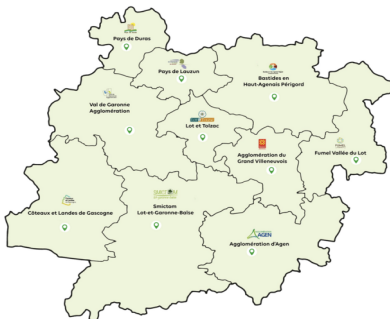 Pays de Duras
Pays de Lauzun
Bastides en
Haut-Agenais Périgord
Val de Garonne
Agglomération
Lot et Tolzac
Agglomération du
Grand Villeneuvois
Fumel Vallée du Lot
Côteaux et Landes de Gascogne
Smictom
Lot-et-Garonne-Baïse
AGEN
Agglomération d'Agen